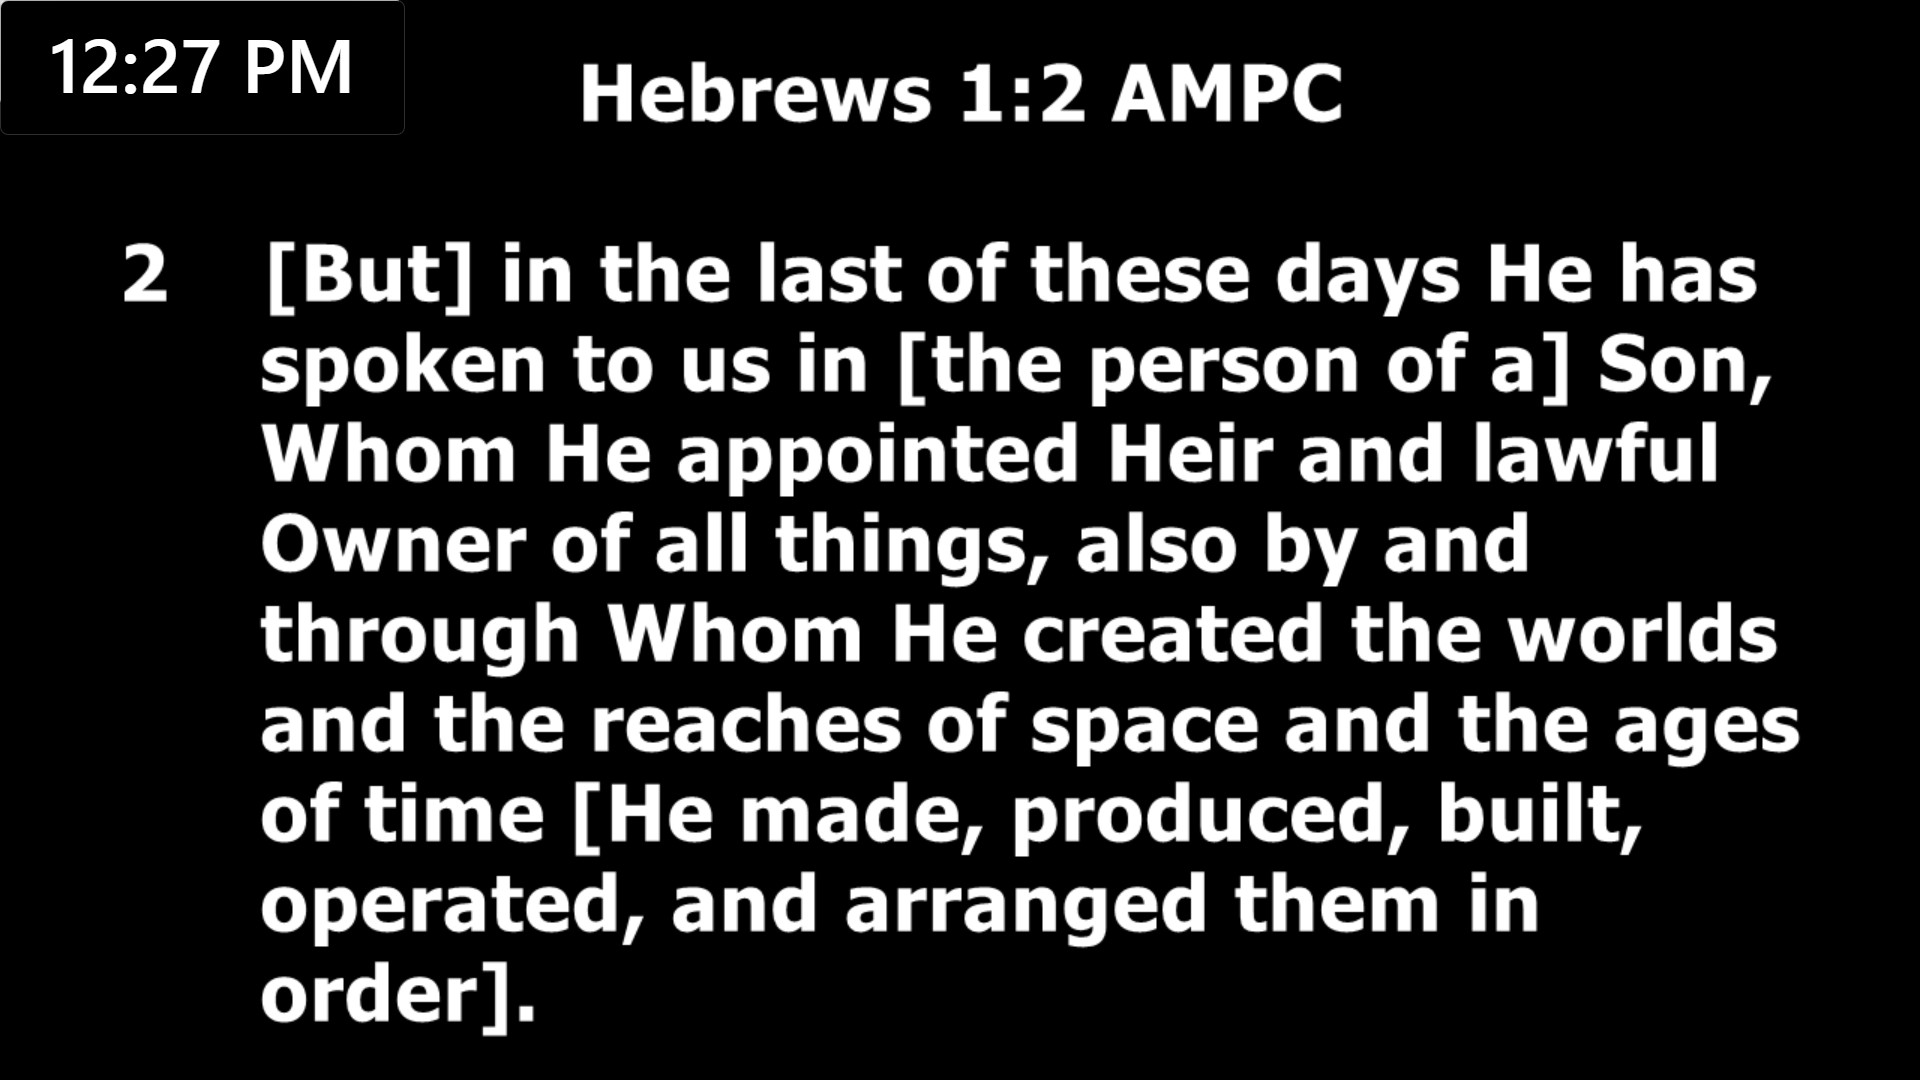 12:27 PM
Hebrews 1:2 AMPC
2 [But] in the last of these days He has
spoken to us in [the person of a] Son,
Whom He appointed Heir and lawful
Owner of all things, also by and
through Whom He created the worlds
and the reaches of space and the ages
of time [He made, produced, built,
operated, and arranged them in
order].